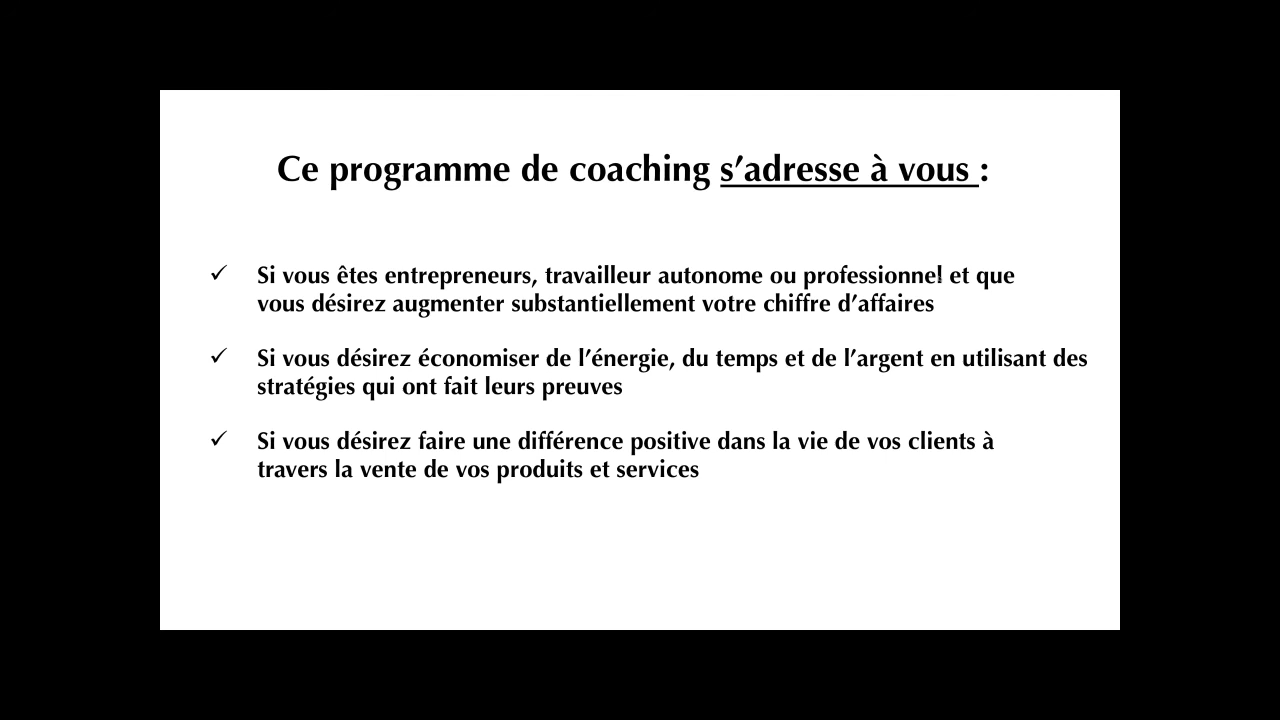 Ce programme de coaching s’adresse à vous :
✓ Si vous êtes entrepreneurs, travailleur autonome ou professionnel et que
vous désirez augmenter substantiellement votre chiffre d’affaires
✓ Si vous désirez économiser de l’énergie, du temps et de l’argent en utilisant des
stratégies qui ont fait leurs preuves
✓ Si vous désirez faire une différence positive dans la vie de vos clients à
travers la vente de vos produits et services